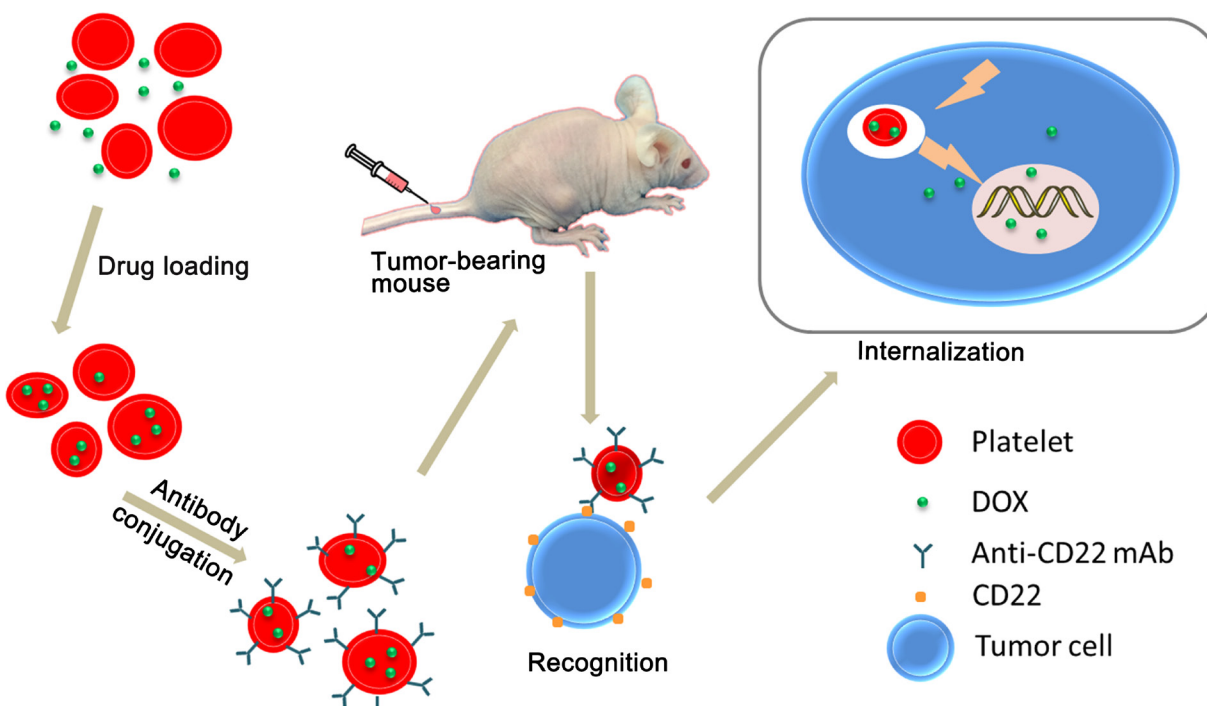 Drug loading
Tumor-bearing
mouse
Internalization
Antibody
conjugation
Recognition
Platelet
DOX
Anti-CD22 mAb
CD22
Tumor cell